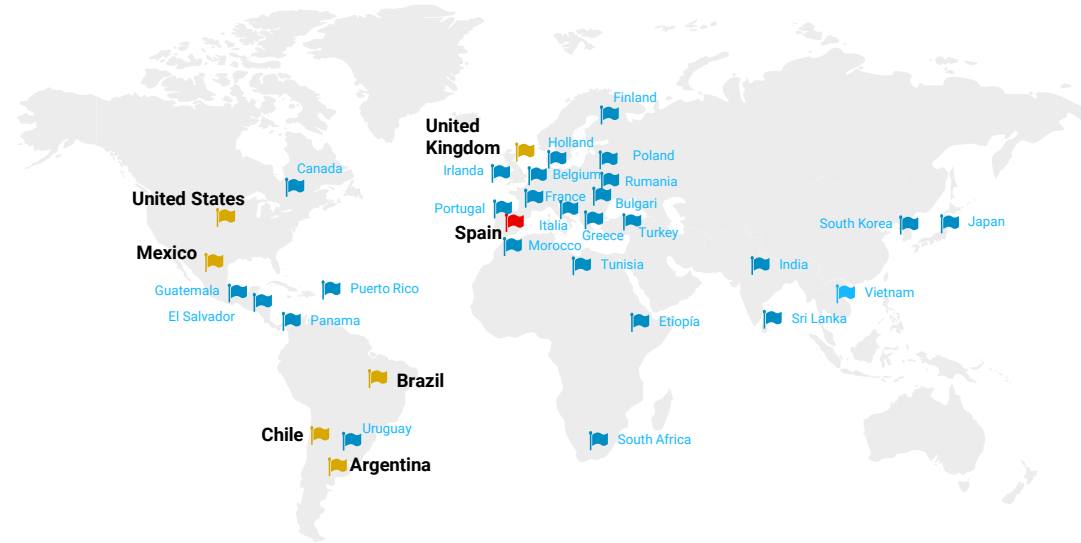 Finland
United
Kingdom
Holland
Poland
Irlanda
Belgium
Rumania
Canada
United States
France
Bulgari
Portugal
Italia
Greece
Turkey
Spain
Morocco
South Korea
Japan
Mexico
Tunisia
India
Guatemala
Puerto Rico
Vietnam
El Salvador
Panama
Etiopía
Sri Lanka
Brazil
Chile
Uruguay
South Africa
Argentina